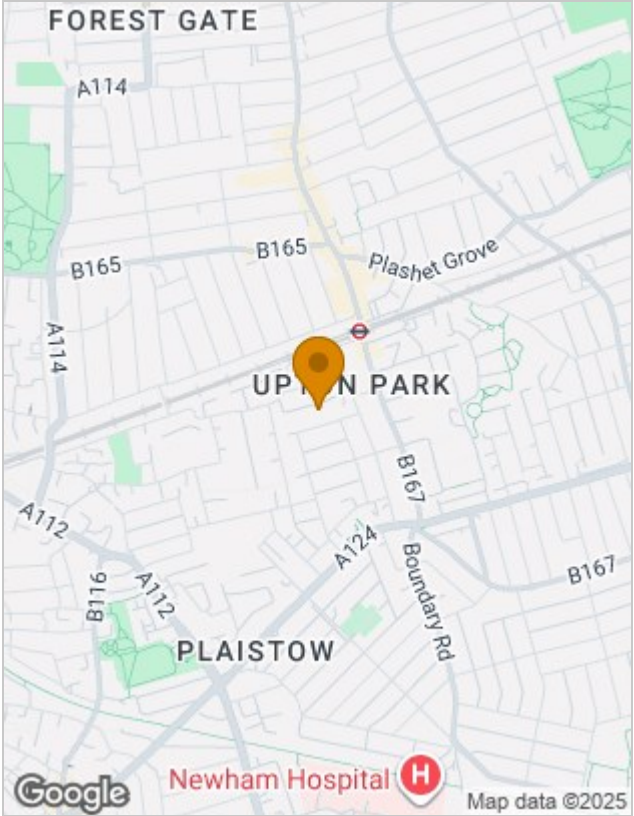 FOREST GATE
A114
B165
B165
Plashet Grove
A114
UPTON PARK
B167
A112
A124
B167
B116
A112
Boundary Rd
PLAISTOW
Newham Hospital H
Google
Map data ©2025